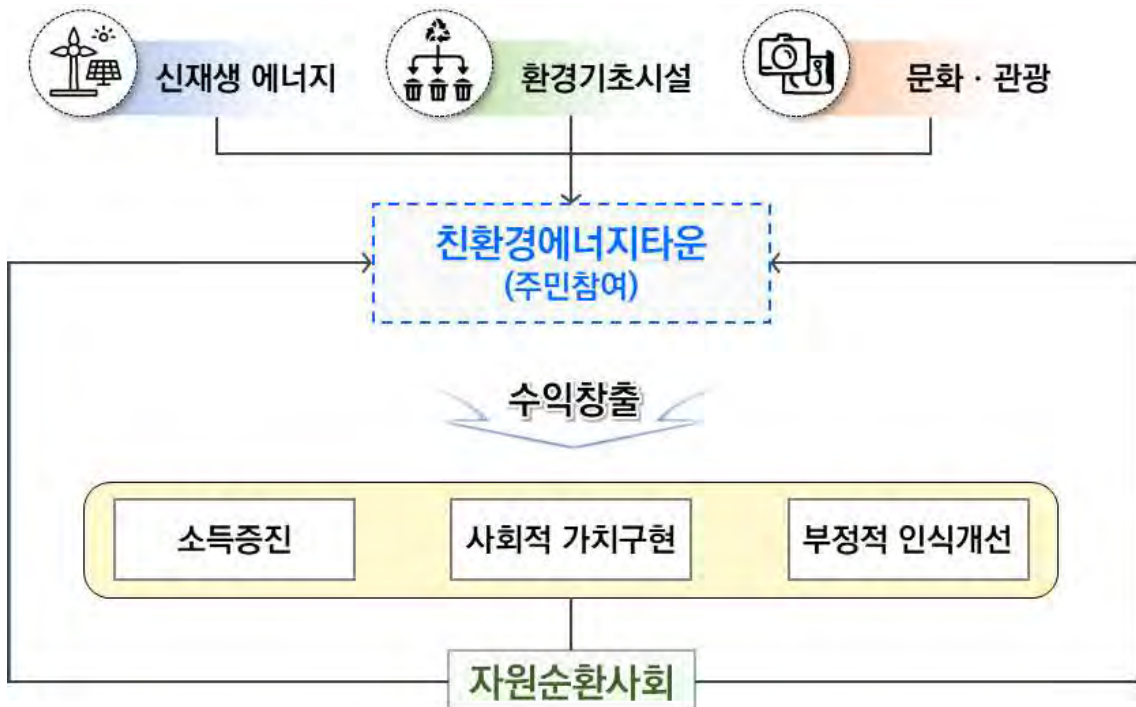 신재생 에너지
환경기초시설
문화 · 관광
친환경에너지타운
(주민참여)
수익창출
소득증진
사회적 가치구현
부정적 인식개선
자원순환사회